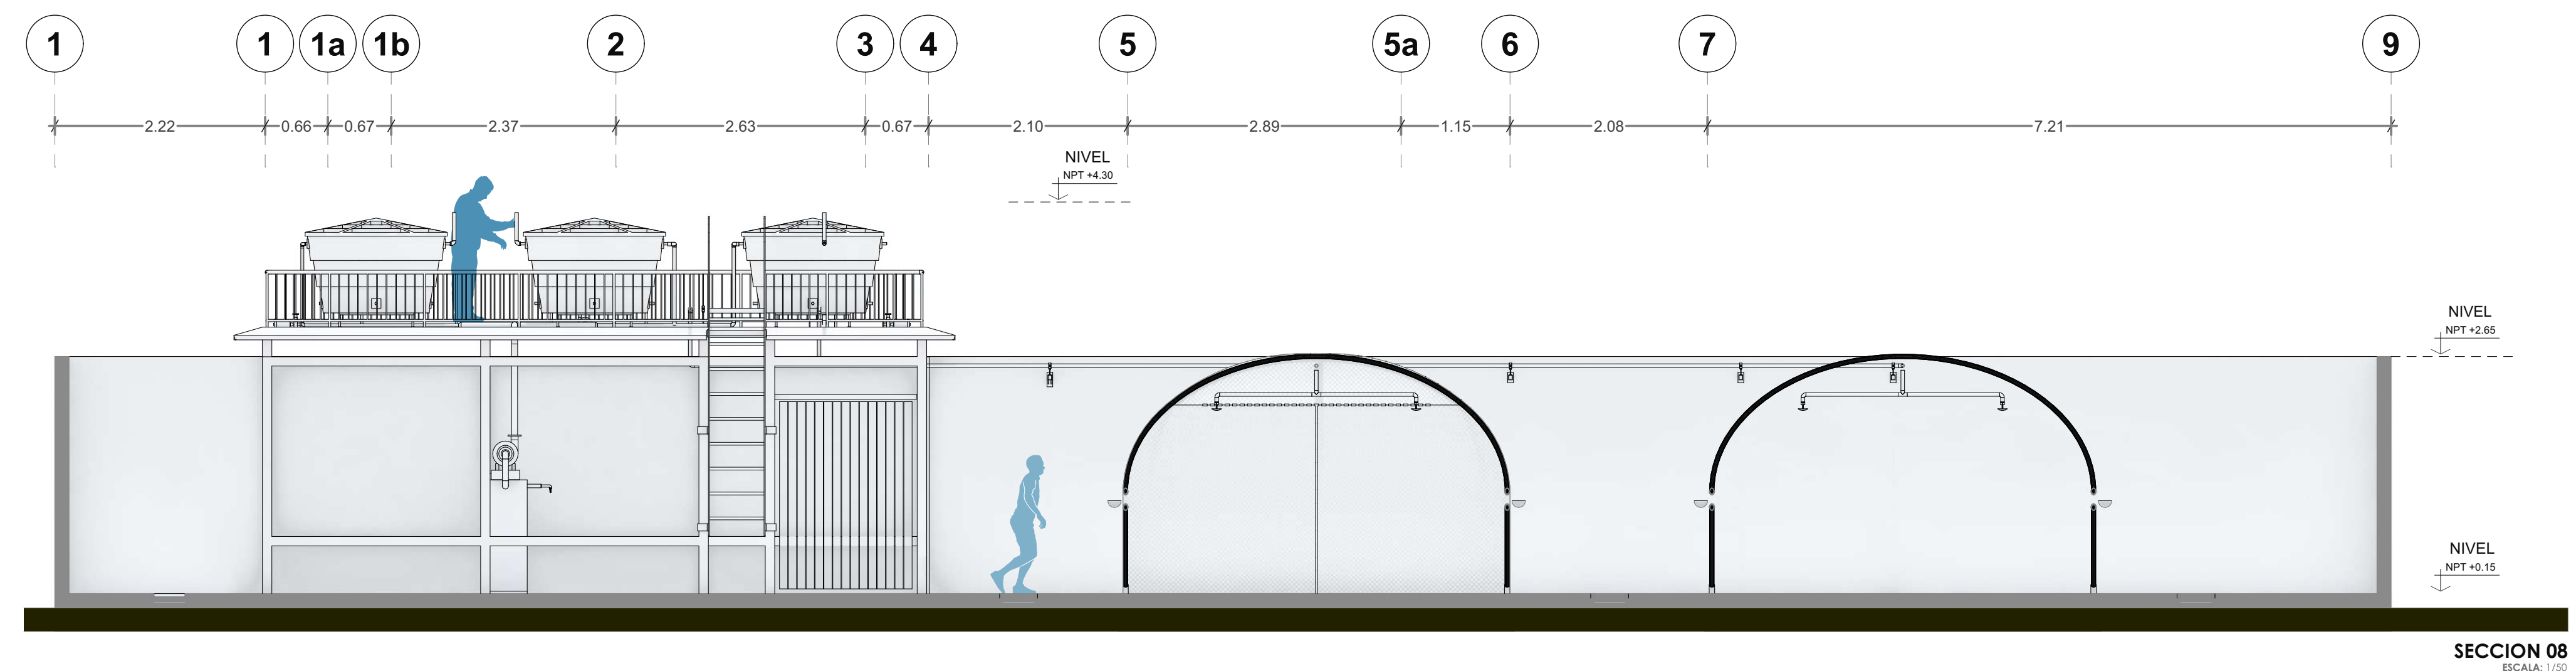 1 1 1a 1b 2 3 4 5 5a 6 7 9
2.22 0.66 0.67 2.37 2.63 0.67 2.10 2.89 1.15 2.08 7.21
NIVEL
NPT +4.30
NIVEL
NPT +2.65
NIVEL
NPT +0.15
SECCION 08
ESCALA: 1/50